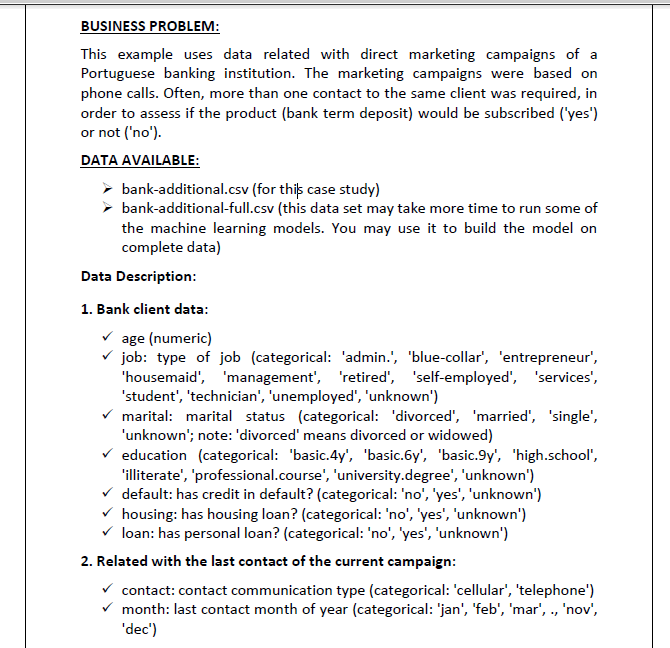 BUSINESS PROBLEM:
This example uses data related with direct marketing campaigns of a
Portuguese banking institution. The marketing campaigns were based on
phone calls. Often, more than one contact to the same client was required, in
order to assess if the product (bank term deposit) would be subscribed ('yes')
or not ('no').
DATA AVAILABLE:
➢ bank-additional.csv (for this case study)
➢ bank-additional-full.csv (this data set may take more time to run some of
the machine learning models. You may use it to build the model on
complete data)
Data Description:
1. Bank client data:
✓ age (numeric)
✓ job: type of job (categorical: 'admin.', 'blue-collar', 'entrepreneur',
'housemaid', 'management', 'retired', 'self-employed', 'services',
'student', 'technician', 'unemployed', 'unknown')
✓ marital: marital status (categorical: 'divorced', 'married', 'single',
'unknown'; note: 'divorced' means divorced or widowed)
✓ education (categorical: 'basic.4y', 'basic.6y', 'basic.9y', 'high.school',
'illiterate', 'professional.course', 'university.degree', 'unknown')
✓ default: has credit in default? (categorical: 'no', 'yes', 'unknown')
✓ housing: has housing loan? (categorical: 'no', 'yes', 'unknown')
✓ loan: has personal loan? (categorical: 'no', 'yes', 'unknown')
2. Related with the last contact of the current campaign:
✓ contact: contact communication type (categorical: 'cellular', 'telephone')
✓ month: last contact month of year (categorical: 'jan', 'feb', 'mar', ., 'nov',
'dec')